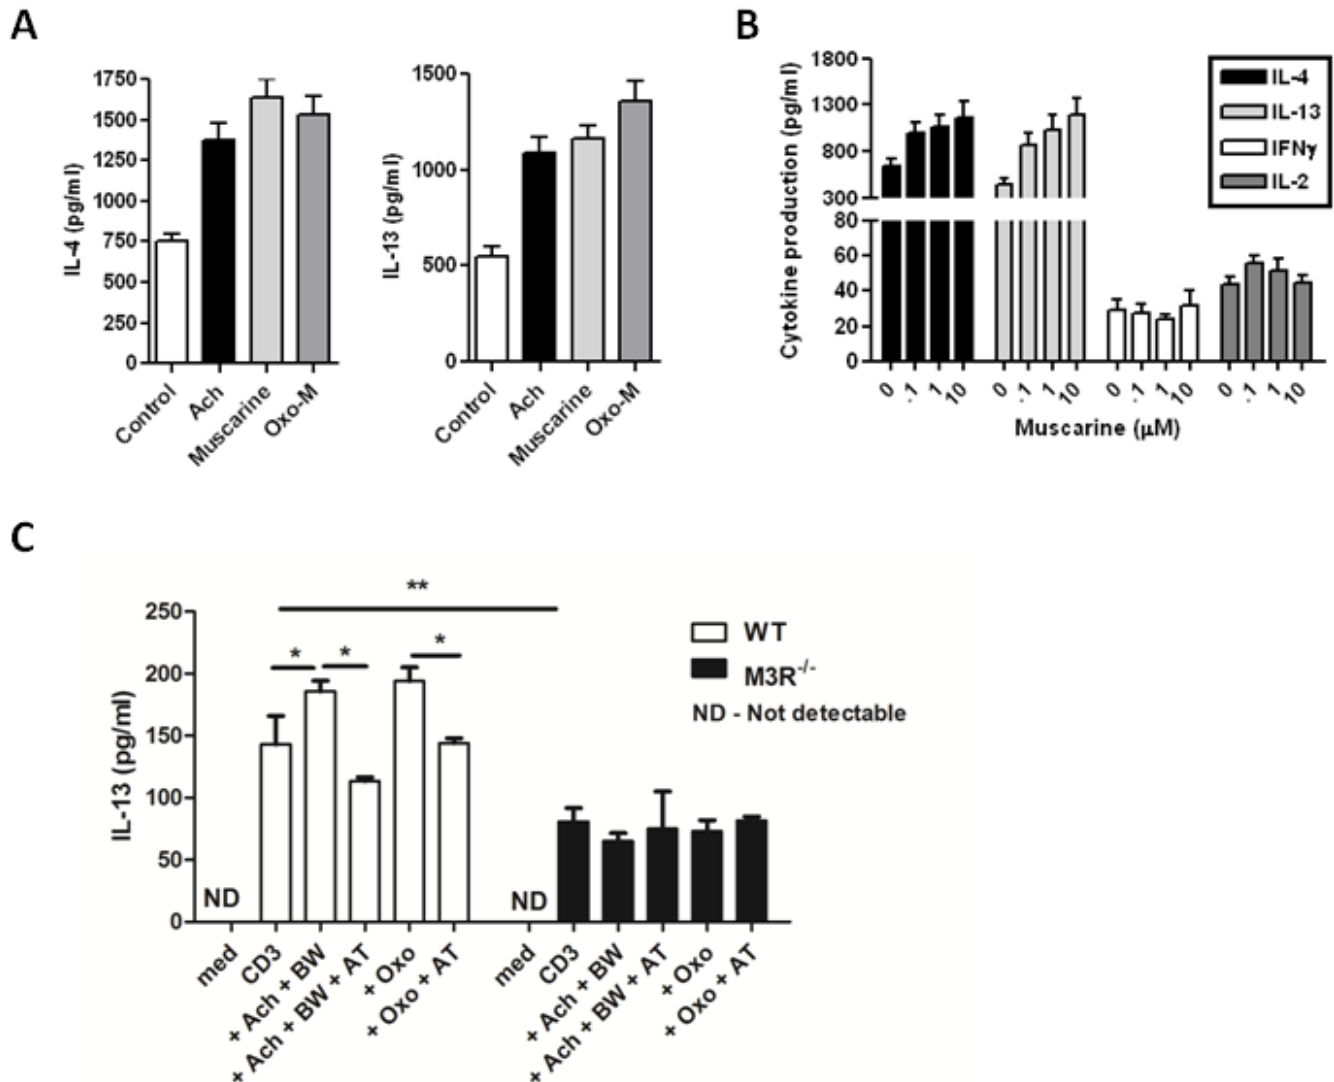 A
IL-4 (pg/ml)
1750
1500
1250
1000
750
500
250
0
Control
Ach
Muscarine
Oxo-M
IL-13 (pg/ml)
1500
1000
500
0
Control
Ach
Muscarine
Oxo-M
B
Cytokine production (pg/ml)
1800
1300
800
300
80
60
40
20
0
0
.1
1
10
0
.1
1
10
0
.1
1
10
0
.1
1
10
Muscarine (μM)
IL-4
IL-13
IFNγ
IL-2
C
IL-13 (pg/ml)
250
200
150
100
50
0
**
*
*
*
WT
M3R-/-
ND - Not detectable
ND
ND
med
CD3
+ Ach + BW
+ Ach + BW + AT
+ Oxo
+ Oxo + AT
med
CD3
+ Ach + BW
+ Ach + BW + AT
+ Oxo
+ Oxo + AT